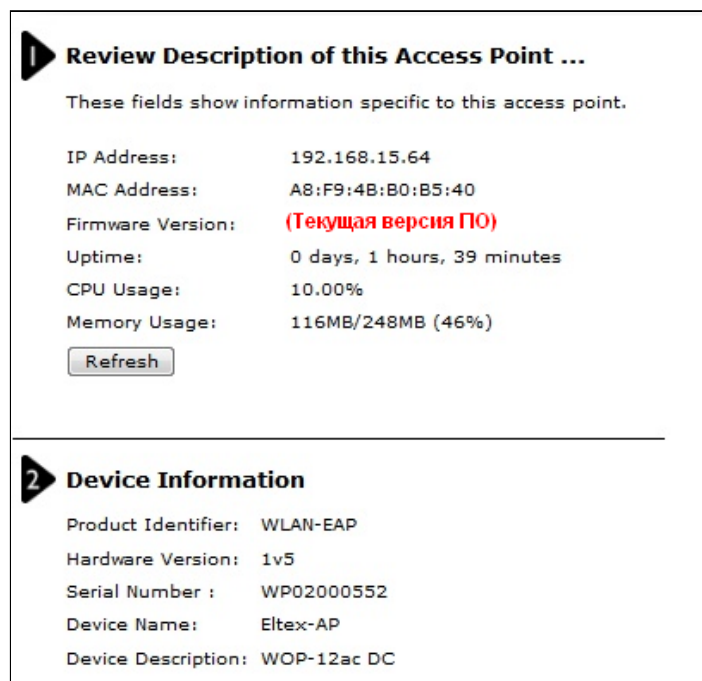 1 Review Description of this Access Point ...
These fields show information specific to this access point.
IP Address: 192.168.15.64
MAC Address: A8:F9:4B:B0:B5:40
Firmware Version: (Текущая версия ПО)
Uptime: 0 days, 1 hours, 39 minutes
CPU Usage: 10.00%
Memory Usage: 116MB/248MB (46%)
Refresh
2 Device Information
Product Identifier: WLAN-EAP
Hardware Version: 1v5
Serial Number : WP02000552
Device Name: Eltex-AP
Device Description: WOP-12ac DC